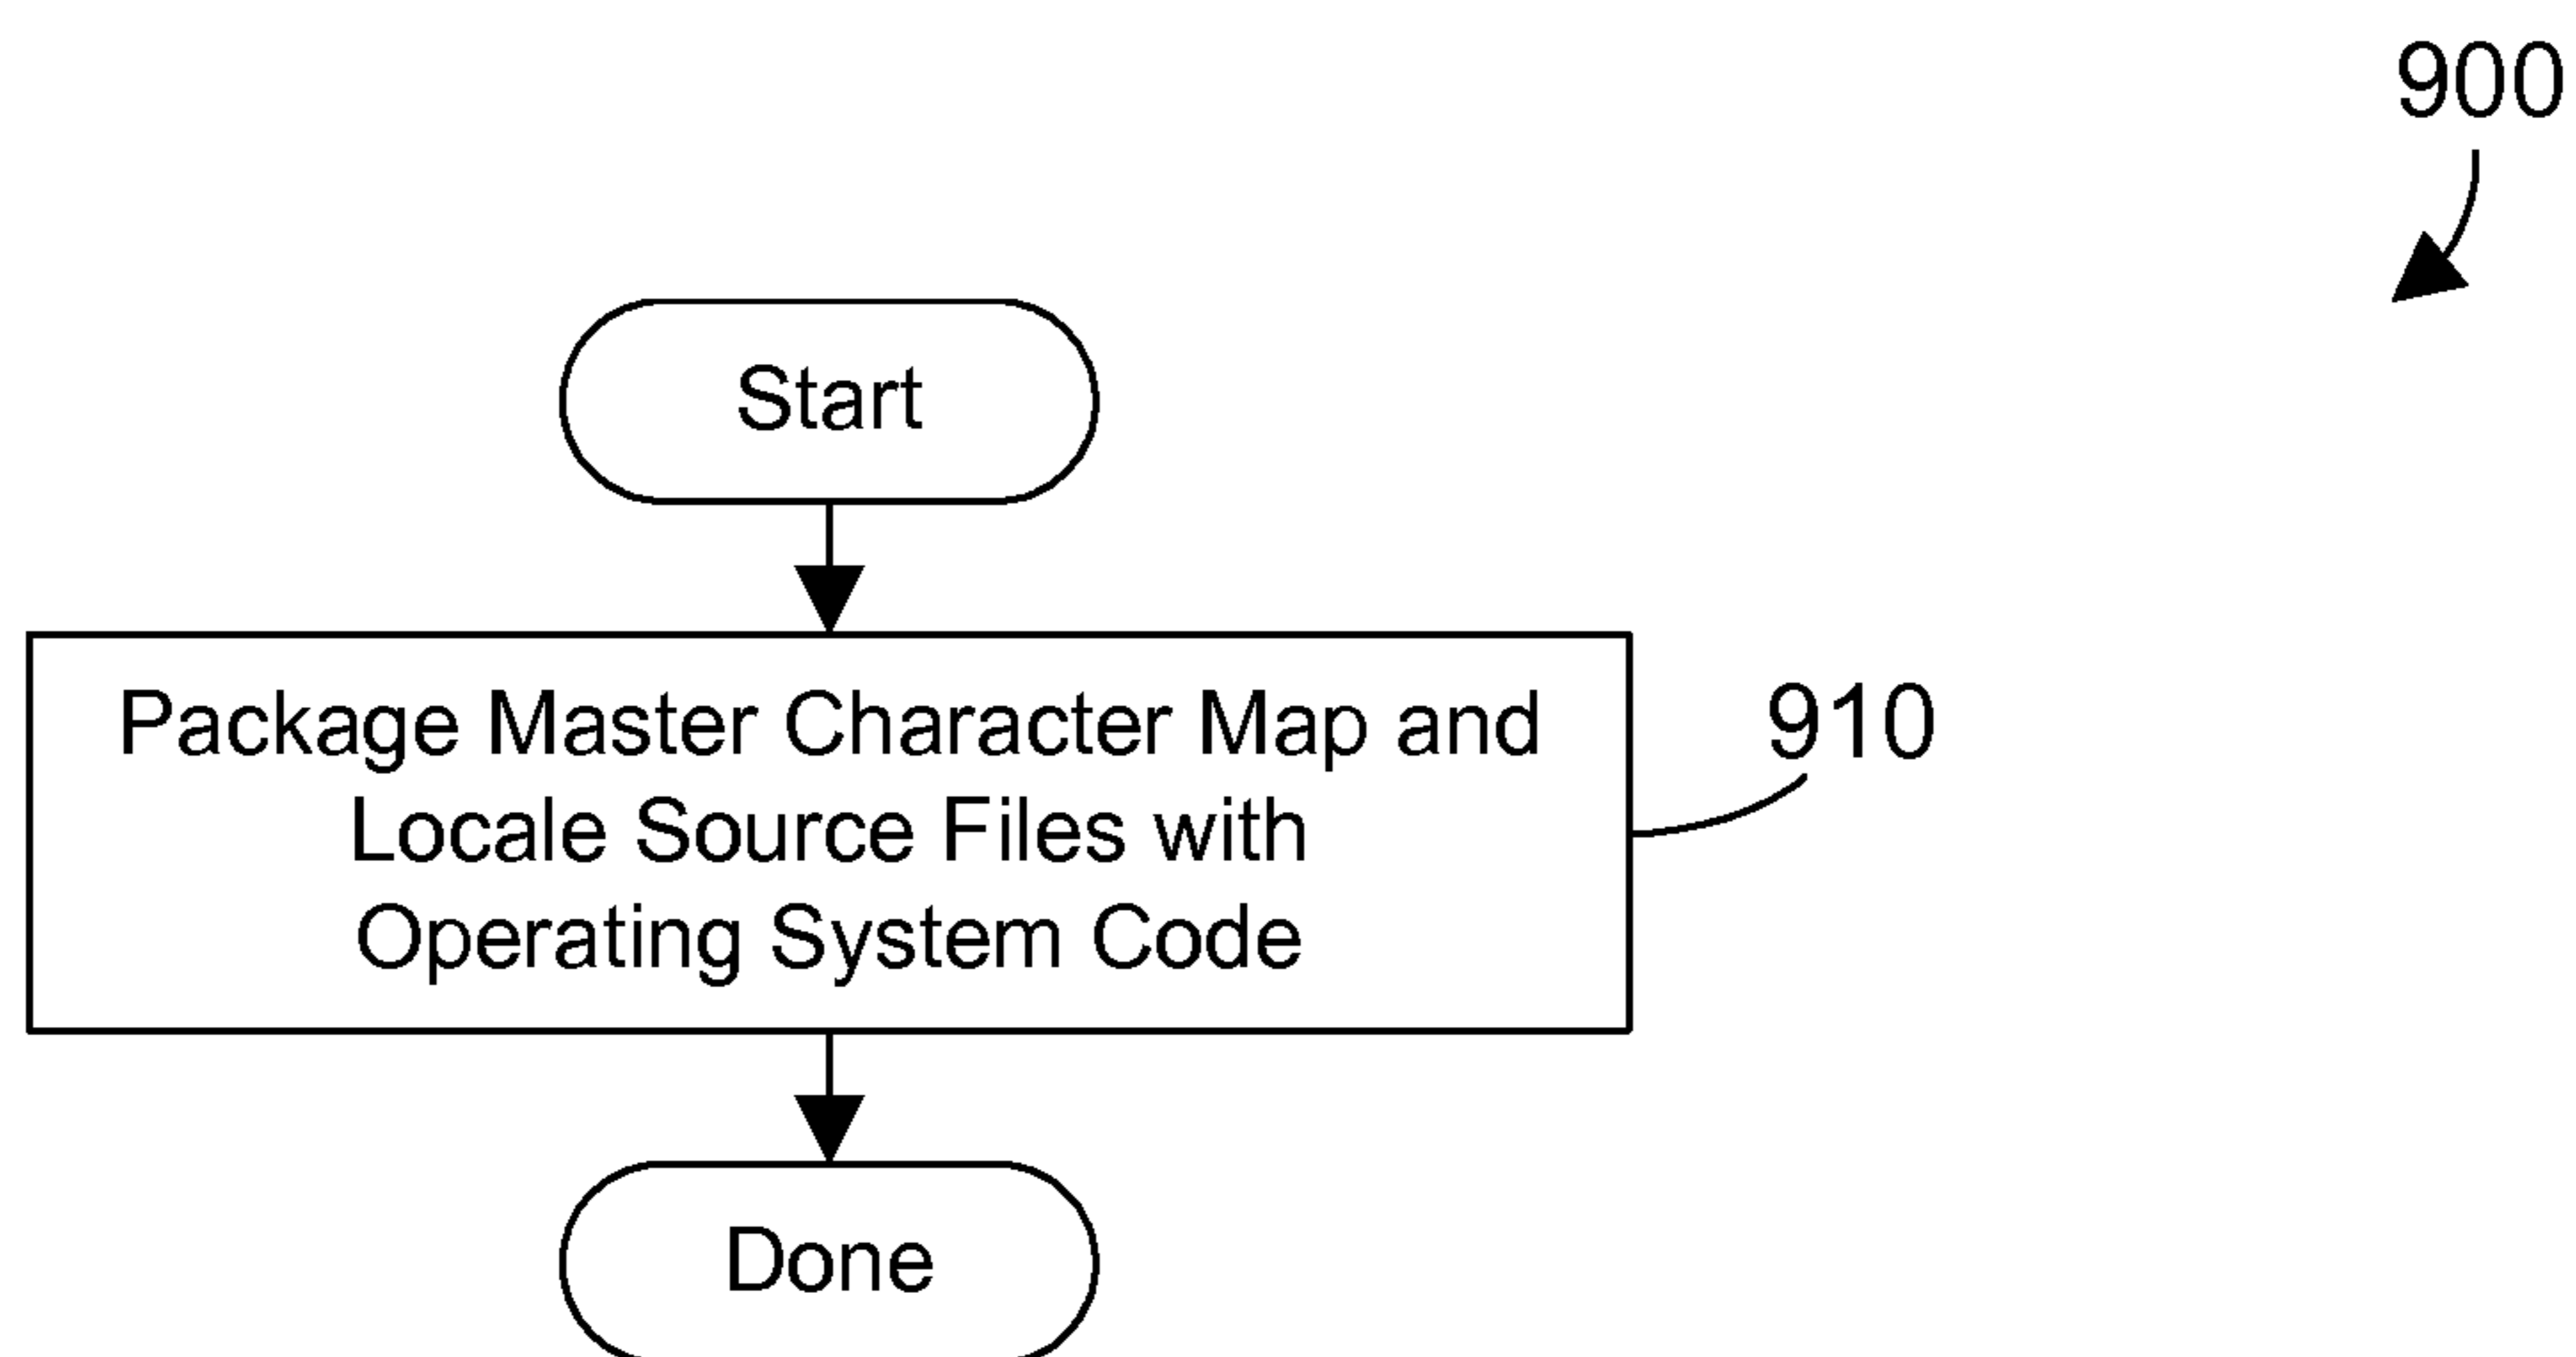 900
Start
Package Master Character Map and
Locale Source Files with
Operating System Code
910
Done